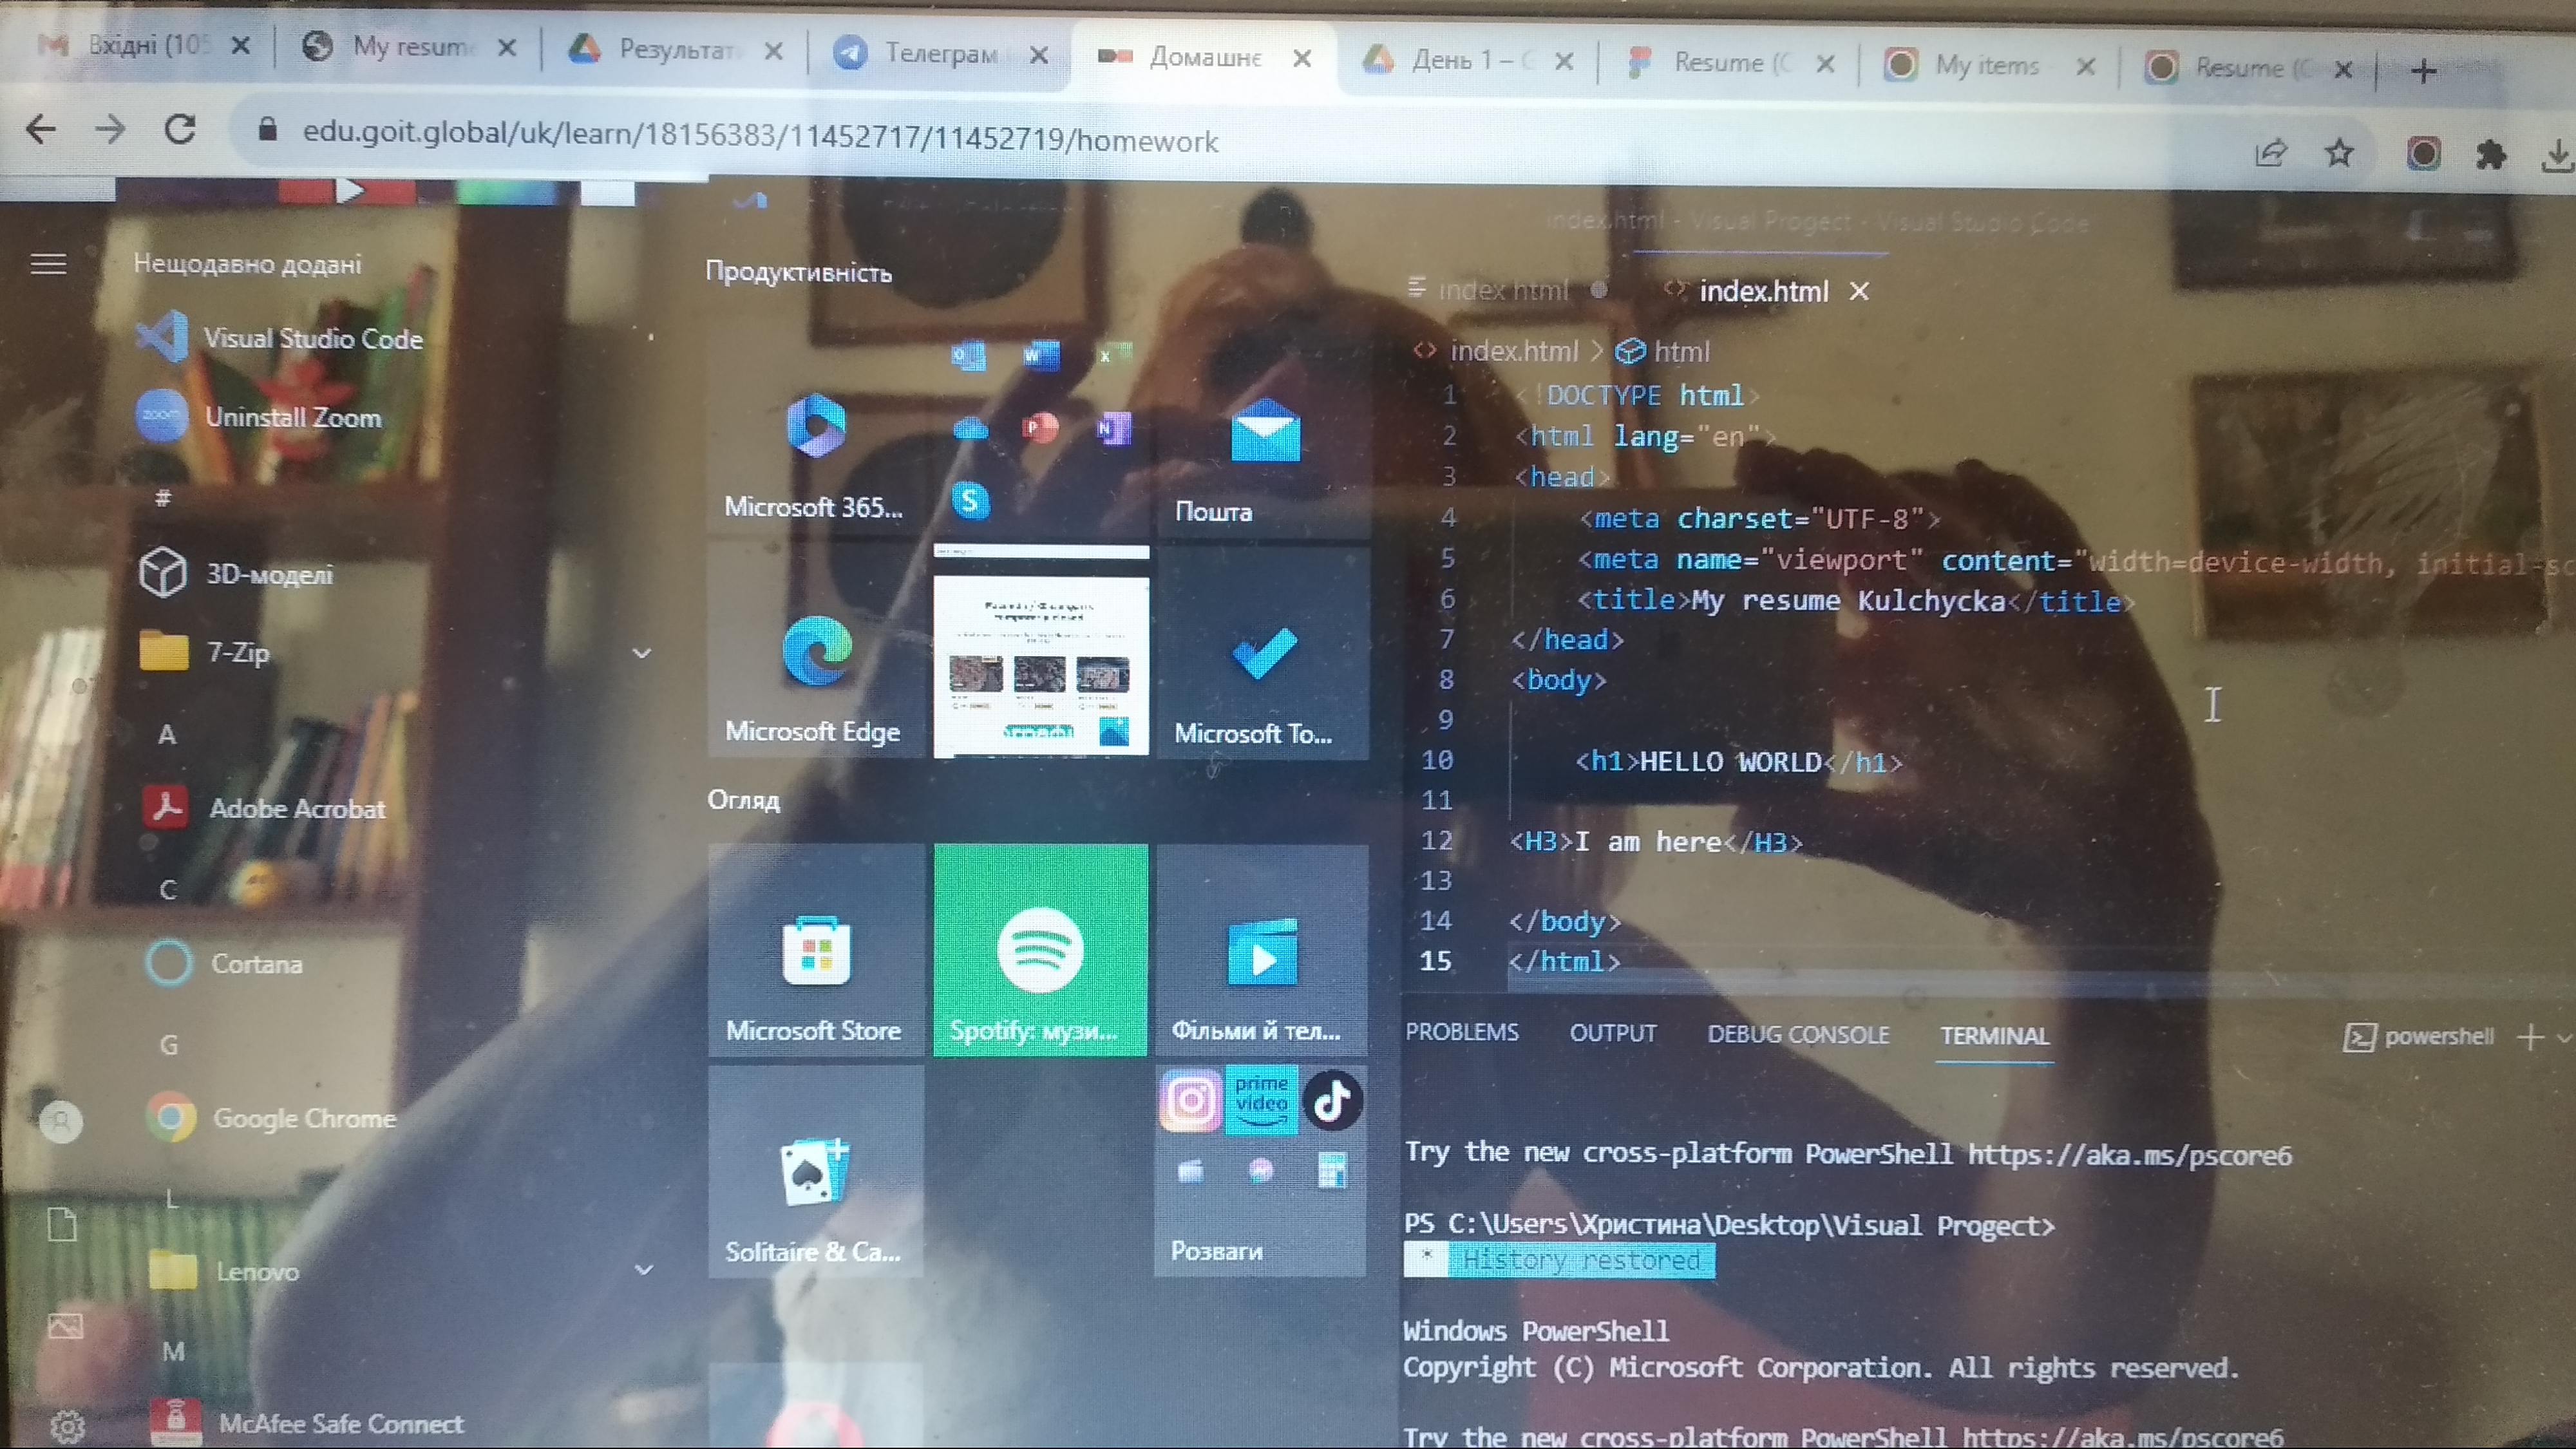 Вхідні (105
My resum
Результат
Телеграм
Домашнє
День 1 –
Resume (
My items
Resume (
edu.goit.global/uk/learn/18156383/11452717/11452719/homework
Нещодавно додані
Visual Studio Code
zoom
Uninstall Zoom
#
3D-моделі
7-Zip
A
Adobe Acrobat
C
Cortana
G
Google Chrome
L
Lenovo
M
McAfee Safe Connect
Продуктивність
Microsoft 365...
Пошта
Microsoft Edge
Microsoft To...
Огляд
Microsoft Store
Spotify: музи...
Фільми й тел...
prime video
Solitaire & Ca...
Розваги
index.html - Visual Progect - Visual Studio Code
index html
index.html
index.html > html
1 <!DOCTYPE html>
2 <html lang="en">
3 <head>
4 <meta charset="UTF-8">
5 <meta name="viewport" content="width=device-width, initial-sc
6 <title>My resume Kulchycka</title>
7 </head>
8 <body>
9
10 <h1>HELLO WORLD</h1>
11
12 <H3>I am here</H3>
13
14 </body>
15 </html>
PROBLEMS OUTPUT DEBUG CONSOLE TERMINAL
powershell
Try the new cross-platform PowerShell https://aka.ms/pscore6
PS C:\Users\Христина\Desktop\Visual Progect>
* History restored
Windows PowerShell
Copyright (C) Microsoft Corporation. All rights reserved.
Try the new cross-platform PowerShell https://aka.ms/pscore6